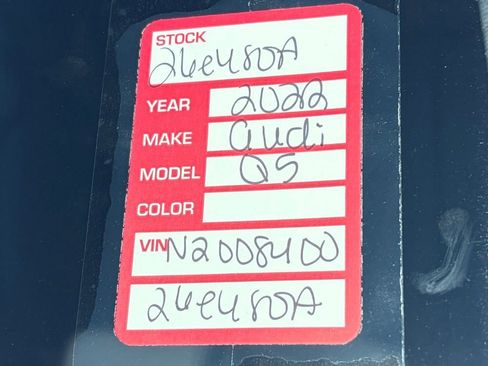 STOCK
26e480A
YEAR 2022
MAKE audi
MODEL Q5
COLOR
VIN N2008400
26e480A